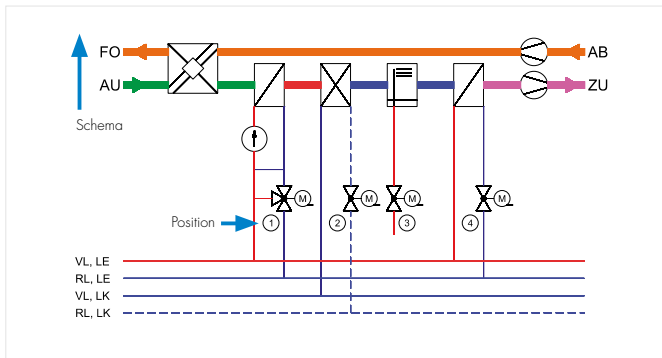 FO
AB
AU
ZU
Schema
M
M
M
M
Position
1
2
3
4
VL, LE
RL, LE
VL, LK
RL, LK